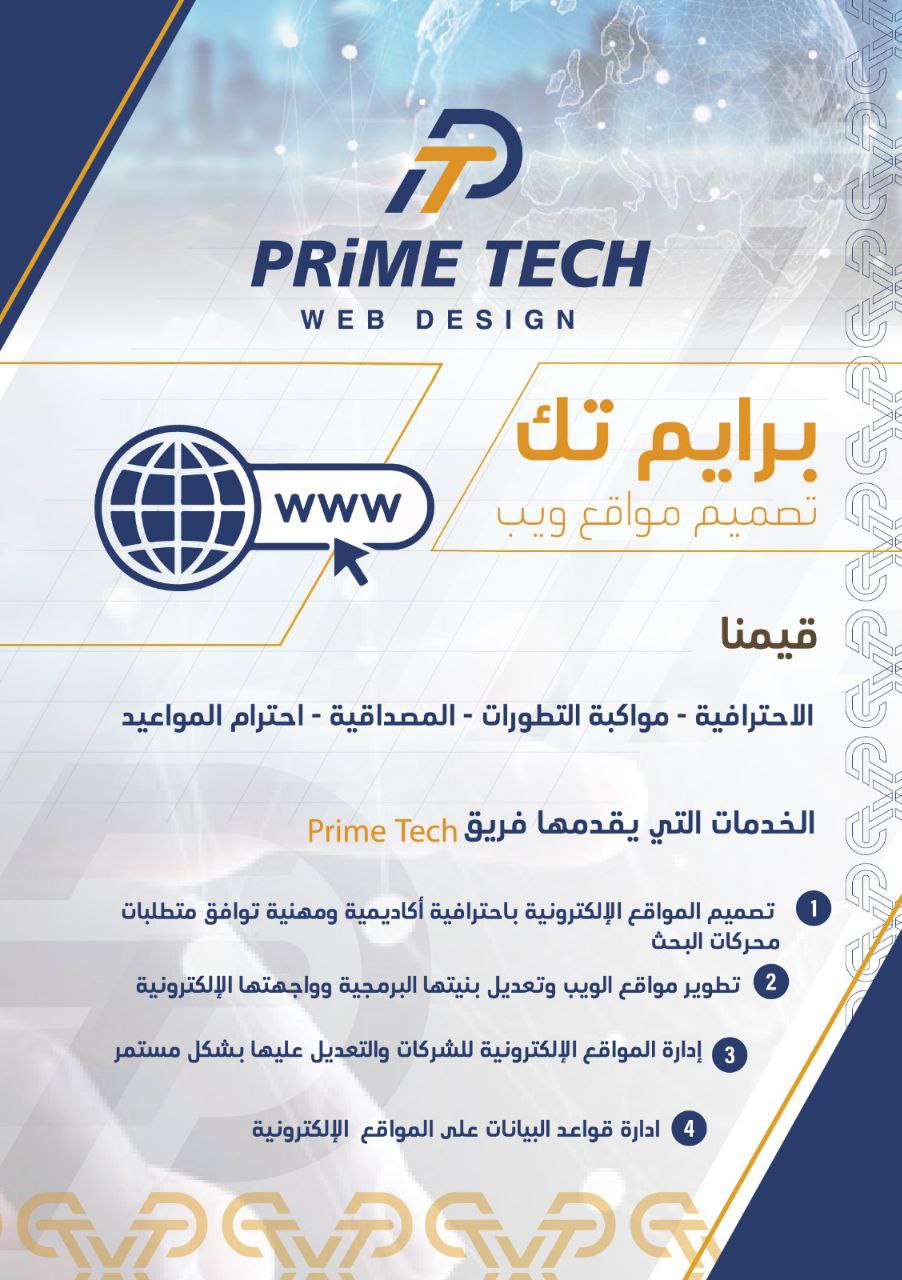 PRiME TECH
WEB DESIGN
برايم تك
تصميم مواقع ويب
www
قيمنا
الاحترافية - مواكبة التطورات - المصداقية - احترام المواعيد
الخدمات التي يقدمها فريق Prime Tech
1 تصميم المواقع الإلكترونية باحترافية أكاديمية ومهنية توافق متطلبات
محركات البحث
2 تطوير مواقع الويب وتعديل بنيتها البرمجية وواجهتها الإلكترونية
3 إدارة المواقع الإلكترونية للشركات والتعديل عليها بشكل مستمر
4 ادارة قواعد البيانات على المواقع الإلكترونية